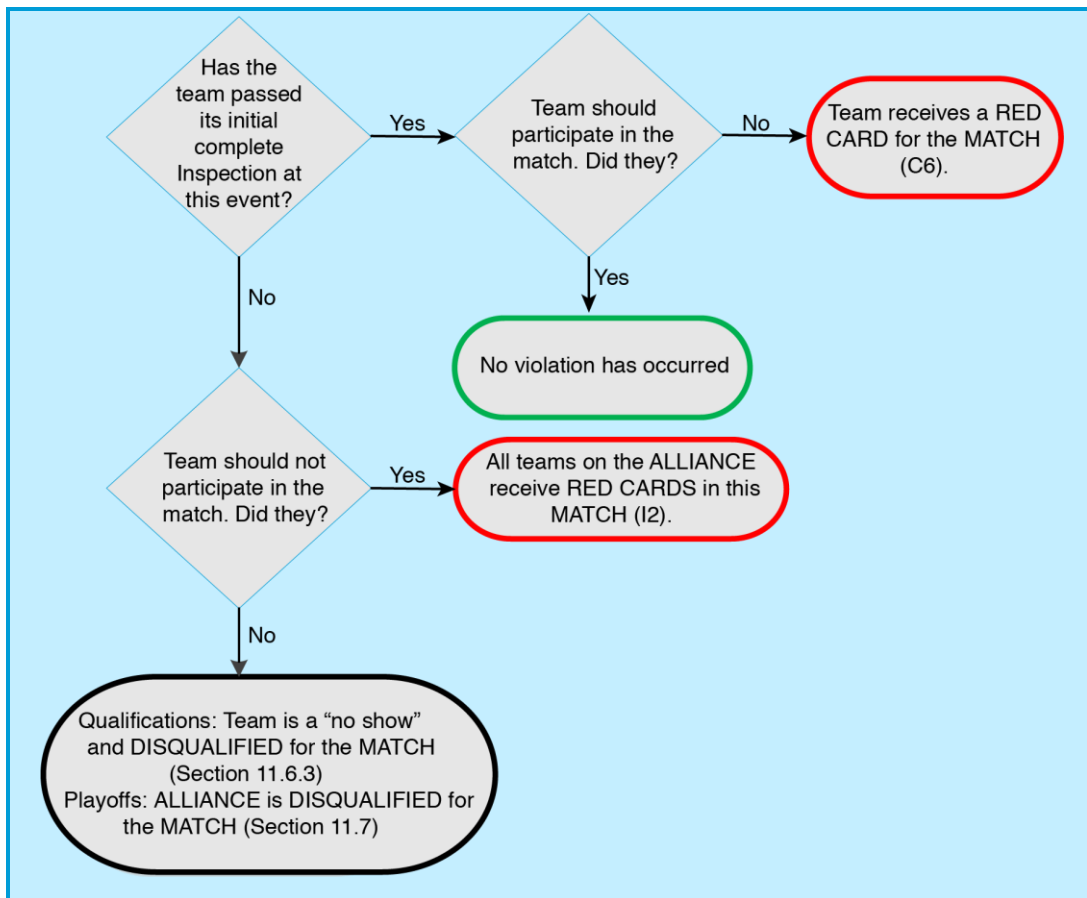 Has the
team passed
its initial
complete
Inspection at
this event?
Yes
Team should
participate in the
match. Did they?
No
Team receives a RED
CARD for the MATCH
(C6).
Yes
No violation has occurred
No
Team should not
participate in the
match. Did they?
Yes
All teams on the ALLIANCE
receive RED CARDS in this
MATCH (I2).
No
Qualifications: Team is a “no show”
and DISQUALIFIED for the MATCH
(Section 11.6.3)
Playoffs: ALLIANCE is DISQUALIFIED for
the MATCH (Section 11.7)